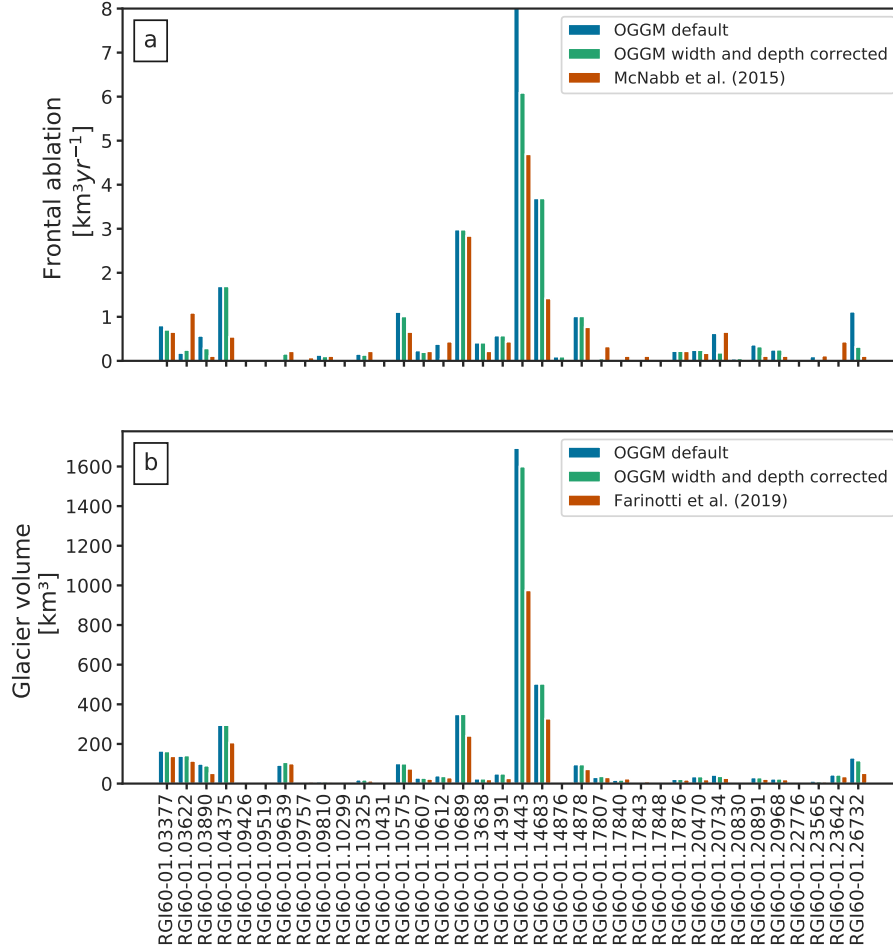 a
OGGM default
OGGM width and depth corrected
McNabb et al. (2015)
Frontal ablation
[km³yr⁻¹]
8
7
6
5
4
3
2
1
0
b
OGGM default
OGGM width and depth corrected
Farinotti et al. (2019)
Glacier volume
[km³]
1600
1400
1200
1000
800
600
400
200
0
RGI60-01.03377
RGI60-01.03622
RGI60-01.03890
RGI60-01.04375
RGI60-01.09426
RGI60-01.09519
RGI60-01.09639
RGI60-01.09757
RGI60-01.09810
RGI60-01.10299
RGI60-01.10325
RGI60-01.10431
RGI60-01.10575
RGI60-01.10607
RGI60-01.10612
RGI60-01.10689
RGI60-01.13638
RGI60-01.14391
RGI60-01.14443
RGI60-01.14683
RGI60-01.14876
RGI60-01.14878
RGI60-01.17807
RGI60-01.17840
RGI60-01.17843
RGI60-01.17848
RGI60-01.17876
RGI60-01.20470
RGI60-01.20734
RGI60-01.20830
RGI60-01.20891
RGI60-01.20968
RGI60-01.22776
RGI60-01.23565
RGI60-01.23642
RGI60-01.26732